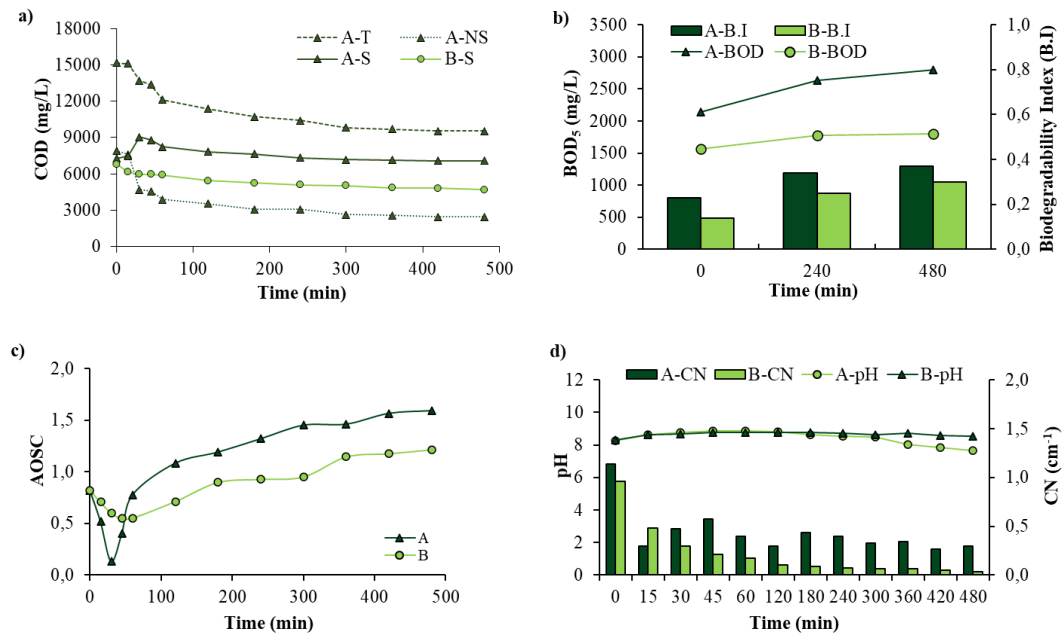 a)
18000
15000
12000
9000
6000
3000
0
COD (mg/L)
A-T
A-NS
A-S
B-S
0 100 200 300 400 500
Time (min)
b)
3500
3000
2500
2000
1500
1000
500
0
BOD₅ (mg/L)
A-B.I
B-B.I
A-BOD
B-BOD
1,0
0,8
0,6
0,4
0,2
0,0
Biodegradability Index (B.I)
0 240 480
Time (min)
c)
2,0
1,5
1,0
0,5
0,0
AOSC
A
B
0 100 200 300 400 500
Time (min)
d)
A-CN
B-CN
A-pH
B-pH
12
10
8
6
4
2
0
pH
2,0
1,5
1,0
0,5
0,0
CN (cm⁻¹)
0 15 30 45 60 120 180 240 300 360 420 480
Time (min)